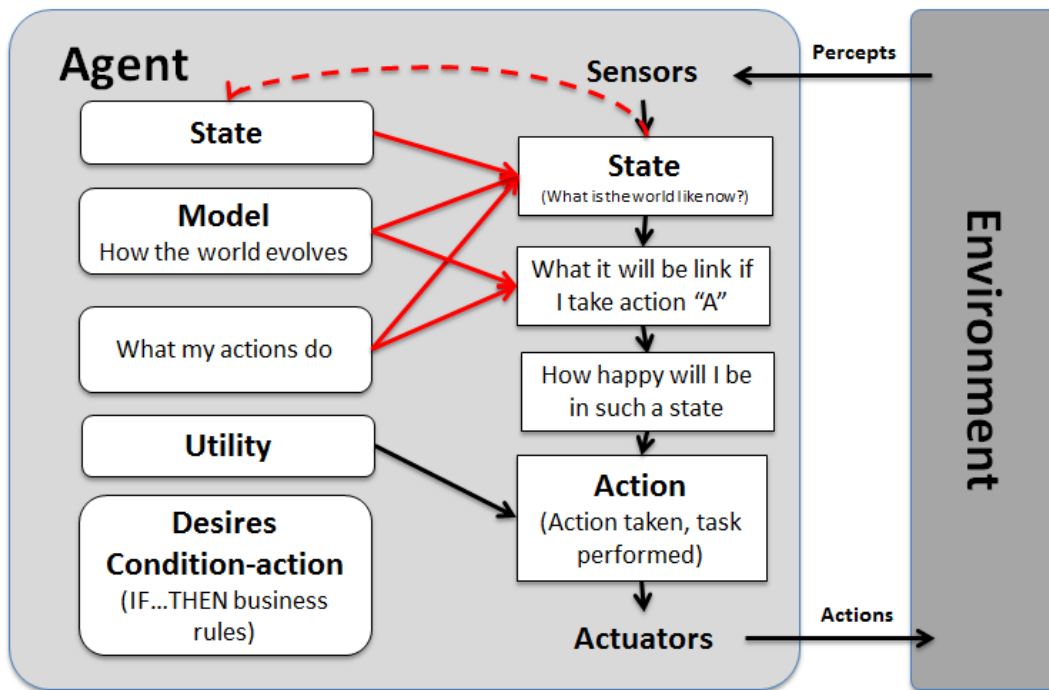 Agent
Sensors
Percepts
State
Model
How the world evolves
What my actions do
Utility
Desires
Condition-action
(IF...THEN business
rules)
State
(What is the world like now?)
What it will be link if
I take action “A”
How happy will I be
in such a state
Action
(Action taken, task
performed)
Actuators
Actions
Environment